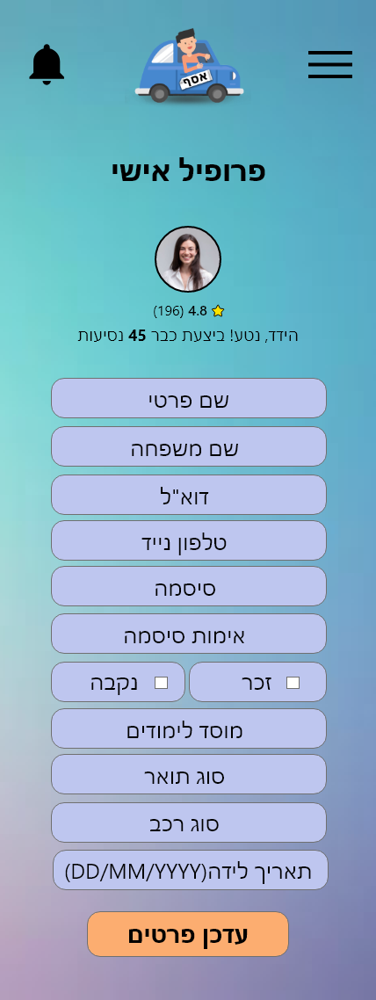 אסף
פרופיל אישי
4.8 (196)
הידד, נטע! ביצעת כבר 45 נסיעות
שם פרטי
שם משפחה
דוא"ל
טלפון נייד
סיסמה
אימות סיסמה
זכר נקבה
מוסד לימודים
סוג תואר
סוג רכב
תאריך לידה(DD/MM/YYYY)
עדכן פרטים